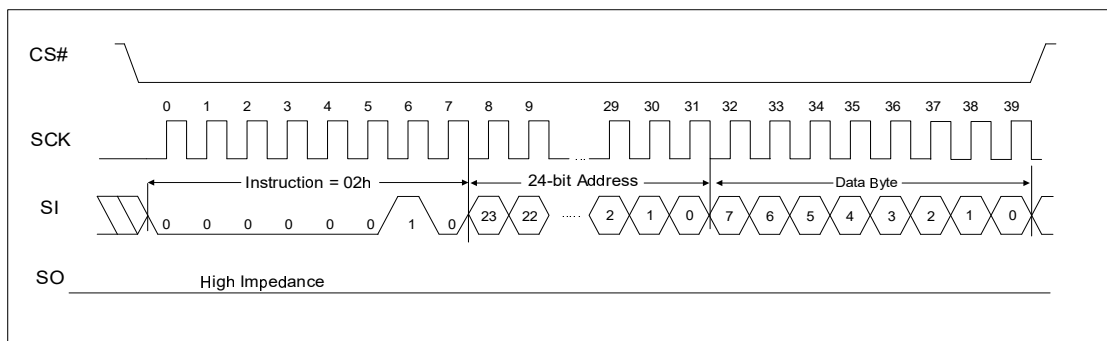 CS#
0 1 2 3 4 5 6 7 8 9 29 30 31 32 33 34 35 36 37 38 39
SCK
.....
Instruction = 02h 24-bit Address Data Byte
SI
0 0 0 0 0 0 1 0 23 22 ..... 2 1 0 7 6 5 4 3 2 1 0
SO
High Impedance